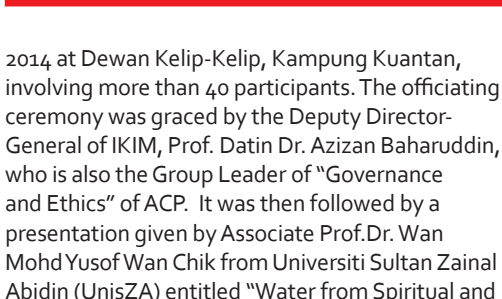 2014 at Dewan Kelip-Kelip, Kampung Kuantan,
involving more than 40 participants. The officiating
ceremony was graced by the Deputy Director-
General of IKIM, Prof. Datin Dr. Azizan Baharuddin,
who is also the Group Leader of “Governance
and Ethics” of ACP.  It was then followed by a
presentation given by Associate Prof.Dr. Wan
Mohd Yusof Wan Chik from Universiti Sultan Zainal
Abidin (UnisZA) entitled “Water from Spiritual and